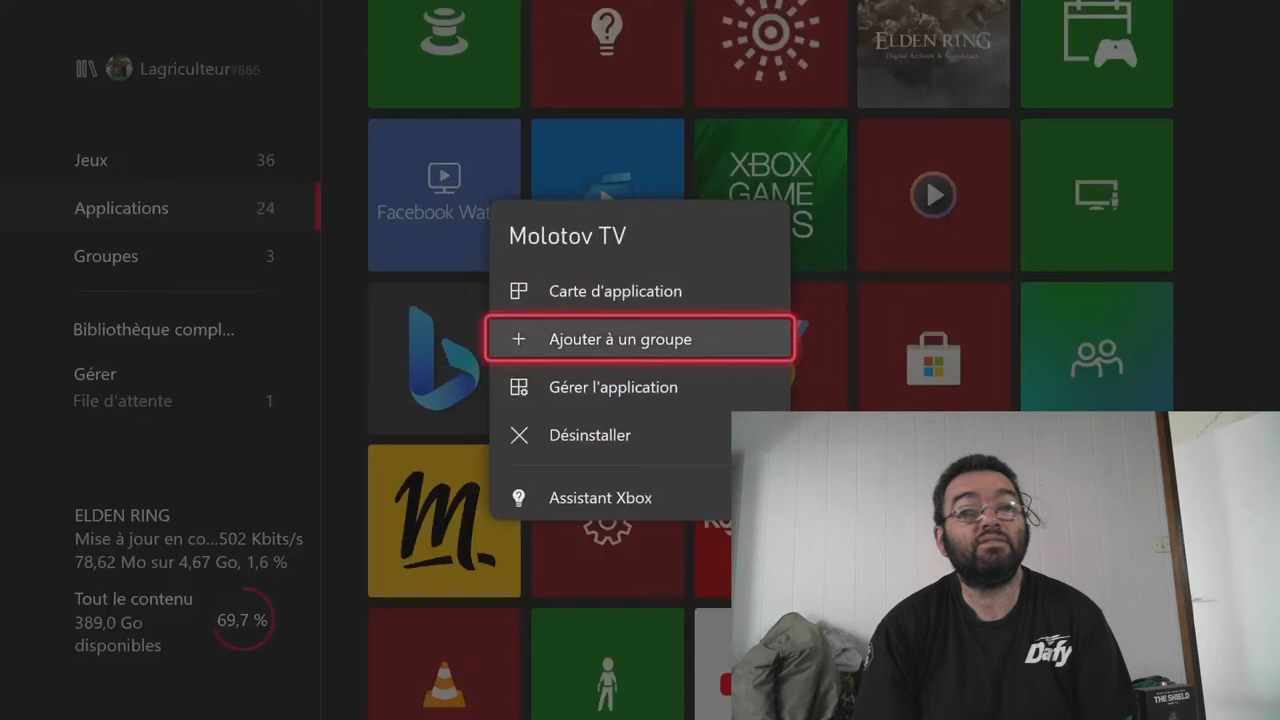 Lagriculteur#886
Jeux 36
Applications 24
Groupes 3
Bibliothèque compl...
Gérer
File d'attente 1
ELDEN RING
Mise à jour en co...502 Kbits/s
78,62 Mo sur 4,67 Go, 1,6 %
Tout le contenu
389,0 Go
disponibles
69,7 %
ELDEN RING
Digital Artbook & Soundtrack
Facebook Wat
XBOX
GAME
S
Molotov TV
Carte d'application
Ajouter à un groupe
Gérer l'application
Désinstaller
Assistant Xbox
M.
Dafy
THE SHIELD